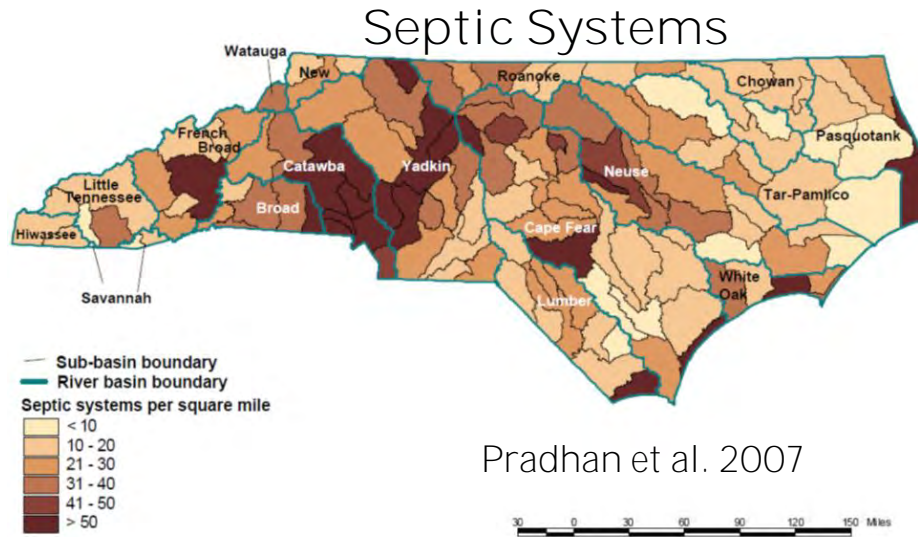 Septic Systems
Watauga
New
Roanoke
Chowan
French
Broad
Pasquotank
Catawba
Yadkin
Neuse
Little
Tennessee
Tar-Pamlico
Broad
Cape Fear
Hiwassee
White
Oak
Savannah
Lumber
Sub-basin boundary
River basin boundary
Septic systems per square mile
< 10
10 - 20
21 - 30
31 - 40
41 - 50
> 50
Pradhan et al. 2007
30 0 30 60 90 120 150 Miles